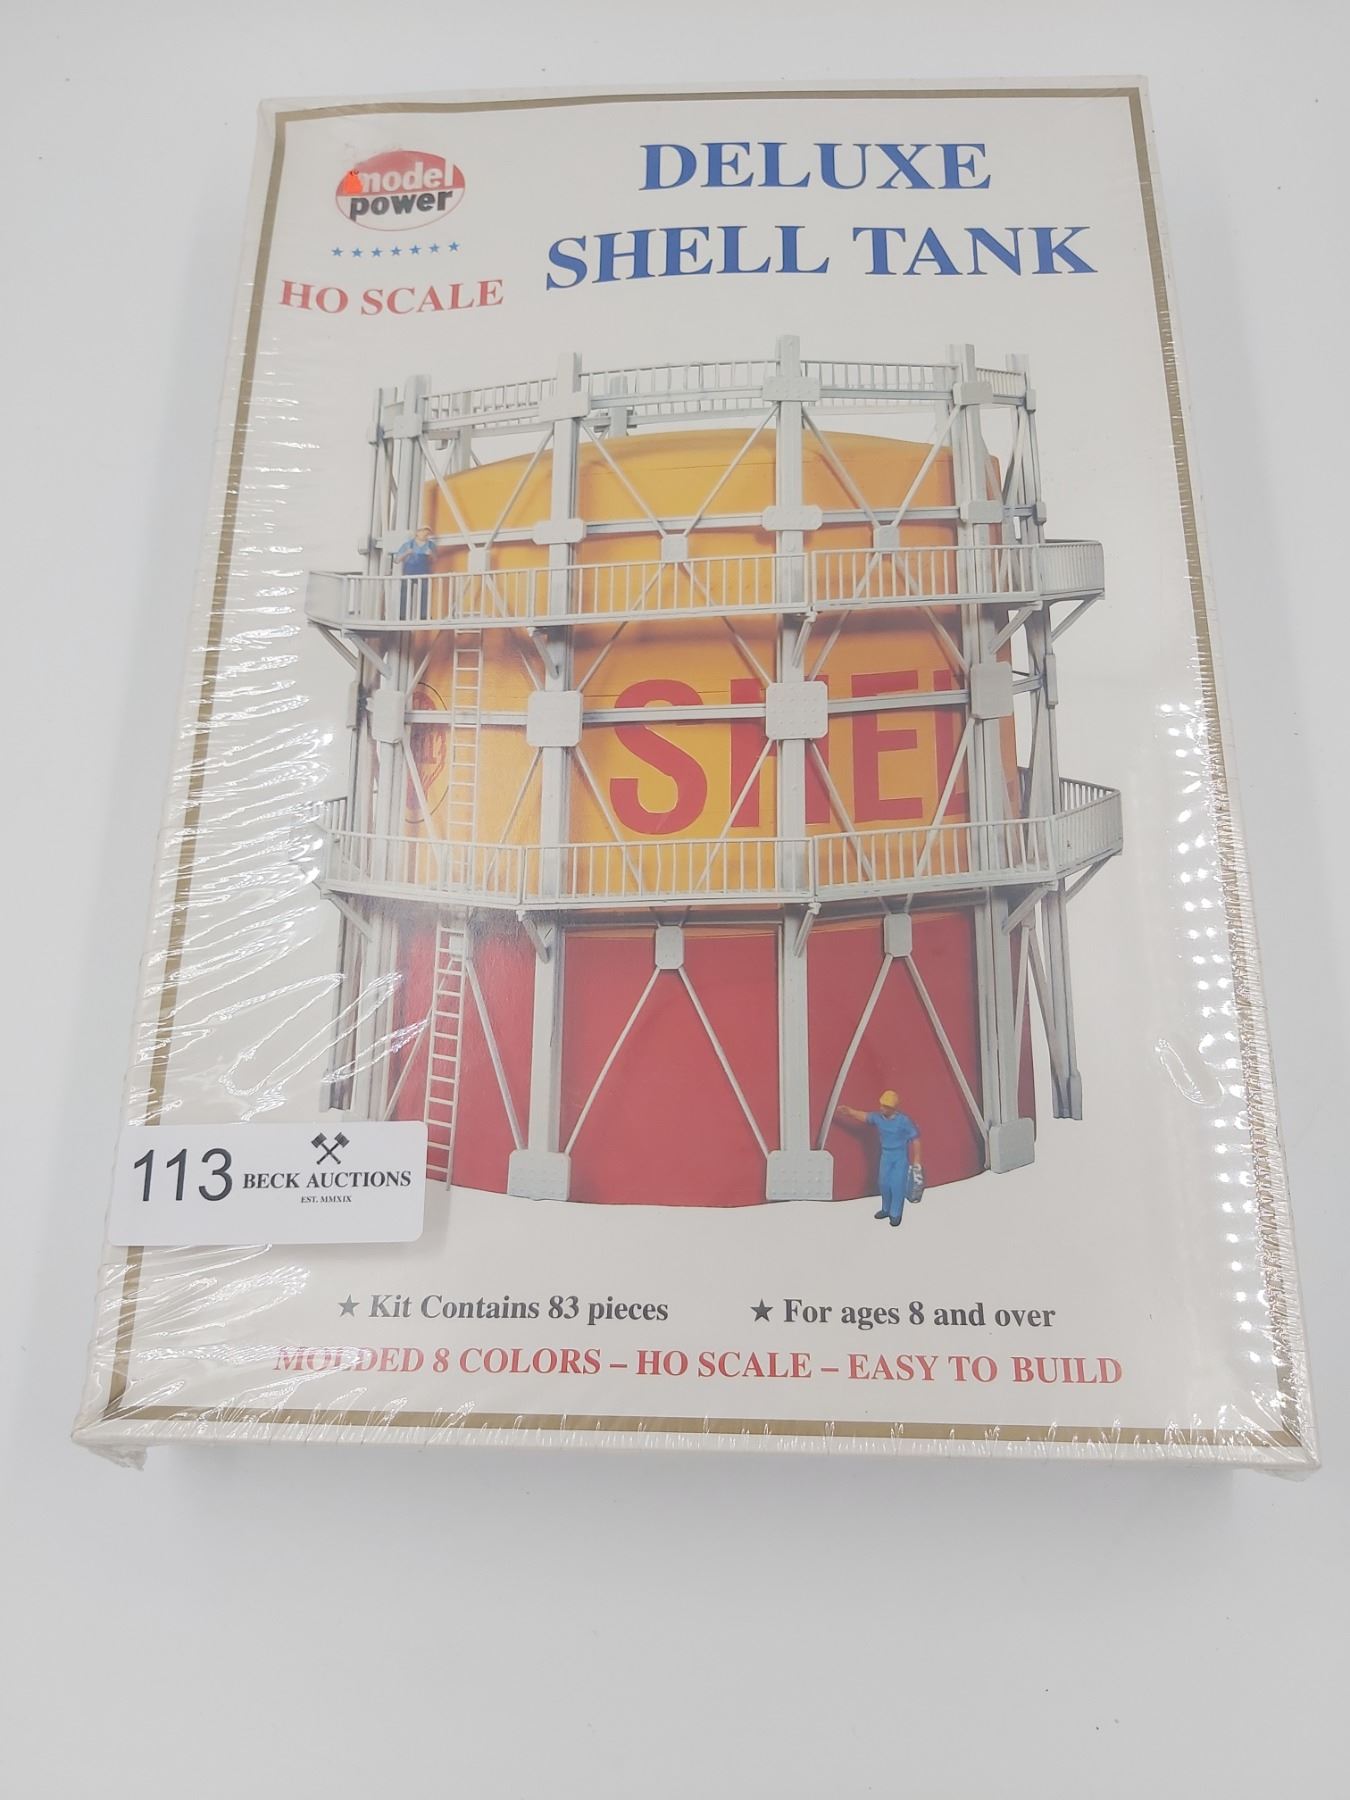 model
power
DELUXE
SHELL TANK
HO SCALE
SHELL
113
BECK AUCTIONS
EST. MMXIX
★ Kit Contains 83 pieces ★ For ages 8 and over
MOLDED 8 COLORS – HO SCALE – EASY TO BUILD